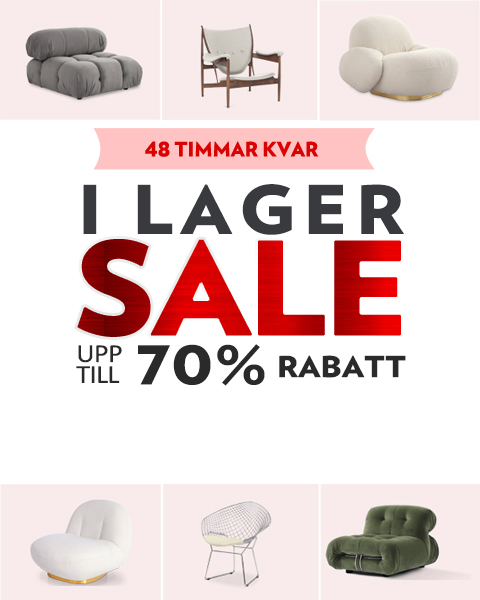 48 TIMMAR KVAR
I LAGER
SALE
UPP
TILL
70% RABATT